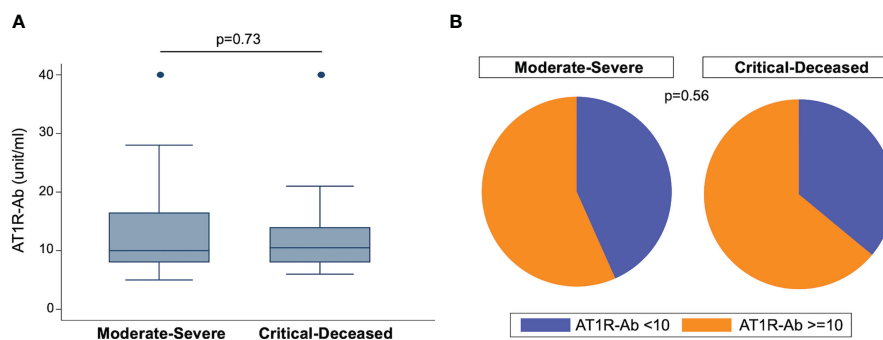 A
p=0.73
AT1R-Ab (unit/ml)
40
30
20
10
0
Moderate-Severe Critical-Deceased
B
Moderate-Severe Critical-Deceased
p=0.56
AT1R-Ab <10 AT1R-Ab >=10